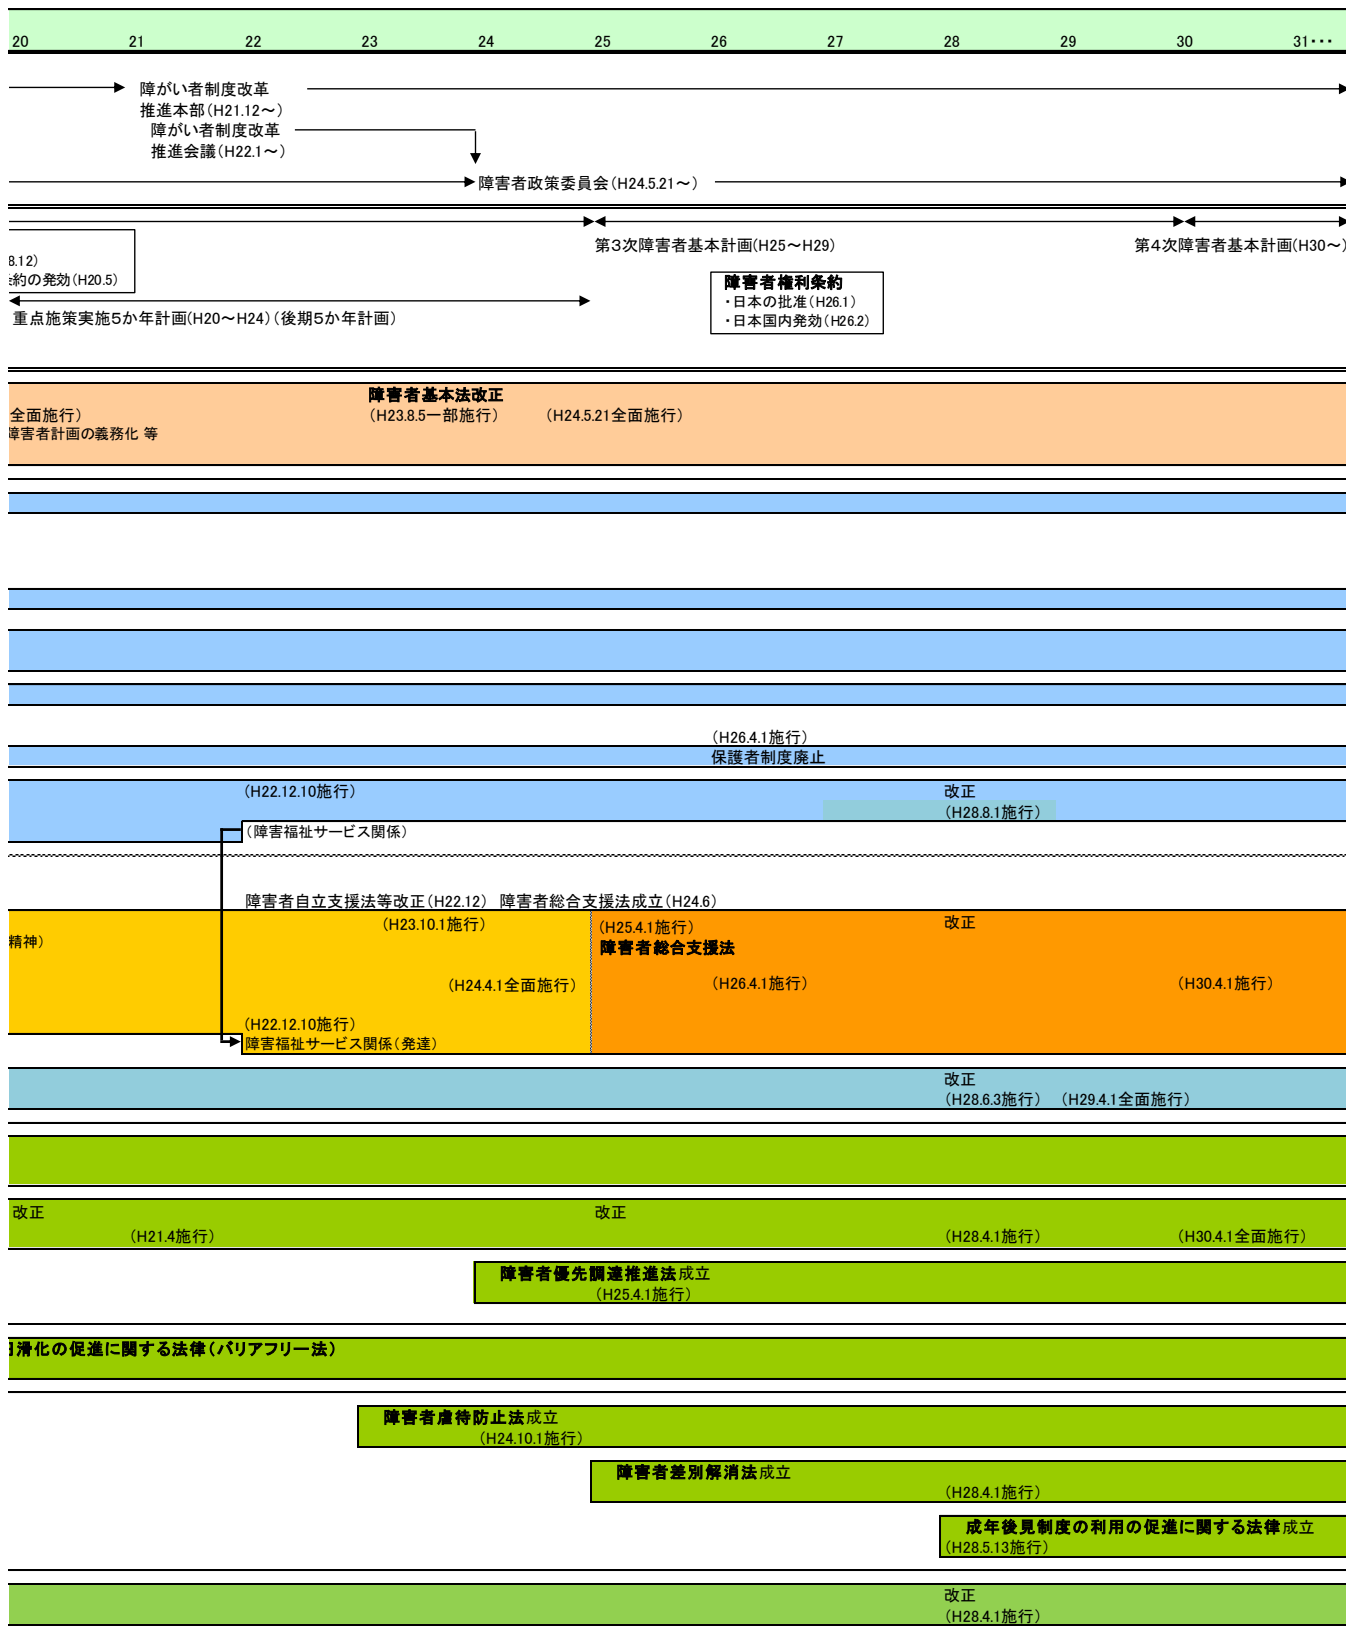 20 21 22 23 24 25 26 27 28 29 30 31・・・
障がい者制度改革
推進本部(H21.12～)
障がい者制度改革
推進会議(H22.1～)
障害者政策委員会(H24.5.21～)
第3次障害者基本計画(H25～H29)
第4次障害者基本計画(H30～)
8.12)
約の発効(H20.5)
障害者権利条約
・日本の批准(H26.1)
・日本国内発効(H26.2)
重点施策実施5か年計画(H20～H24)(後期5か年計画)
障害者基本法改正
全面施行) (H23.8.5一部施行) (H24.5.21全面施行)
障害者計画の義務化 等
(H26.4.1施行)
保護者制度廃止
(H22.12.10施行) 改正
(H28.8.1施行)
(障害福祉サービス関係)
障害者自立支援法等改正(H22.12) 障害者総合支援法成立(H24.6)
(H23.10.1施行) (H25.4.1施行) 改正
精神) 障害者総合支援法
(H24.4.1全面施行) (H26.4.1施行) (H30.4.1施行)
(H22.12.10施行)
障害福祉サービス関係(発達)
改正
(H28.6.3施行) (H29.4.1全面施行)
改正 改正
(H21.4施行) (H28.4.1施行) (H30.4.1全面施行)
障害者優先調達推進法成立
(H25.4.1施行)
滑化の促進に関する法律(バリアフリー法)
障害者虐待防止法成立
(H24.10.1施行)
障害者差別解消法成立
(H28.4.1施行)
成年後見制度の利用の促進に関する法律成立
(H28.5.13施行)
改正
(H28.4.1施行)